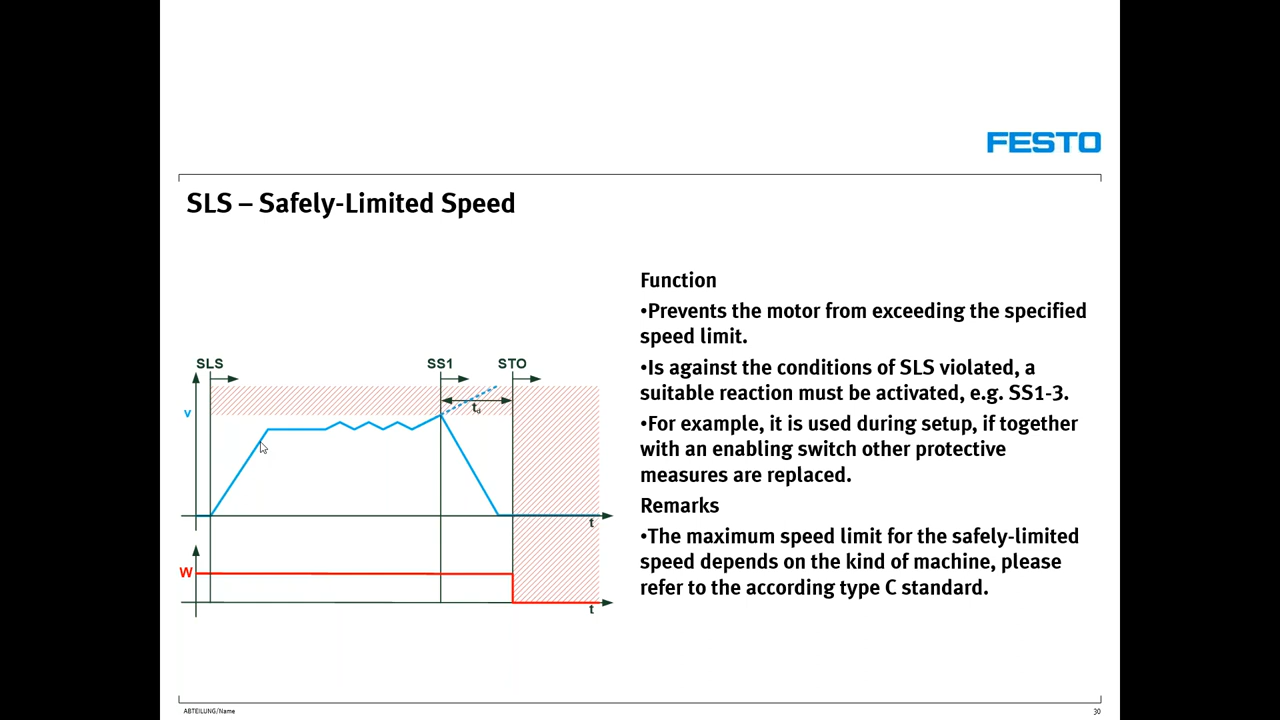 FESTO
SLS – Safely-Limited Speed
Function
•Prevents the motor from exceeding the specified
speed limit.
•Is against the conditions of SLS violated, a
suitable reaction must be activated, e.g. SS1-3.
•For example, it is used during setup, if together
with an enabling switch other protective
measures are replaced.
Remarks
•The maximum speed limit for the safely-limited
speed depends on the kind of machine, please
refer to the according type C standard.
SLS SS1 STO
v
td
t
W
t
ABTEILUNG/Name 30